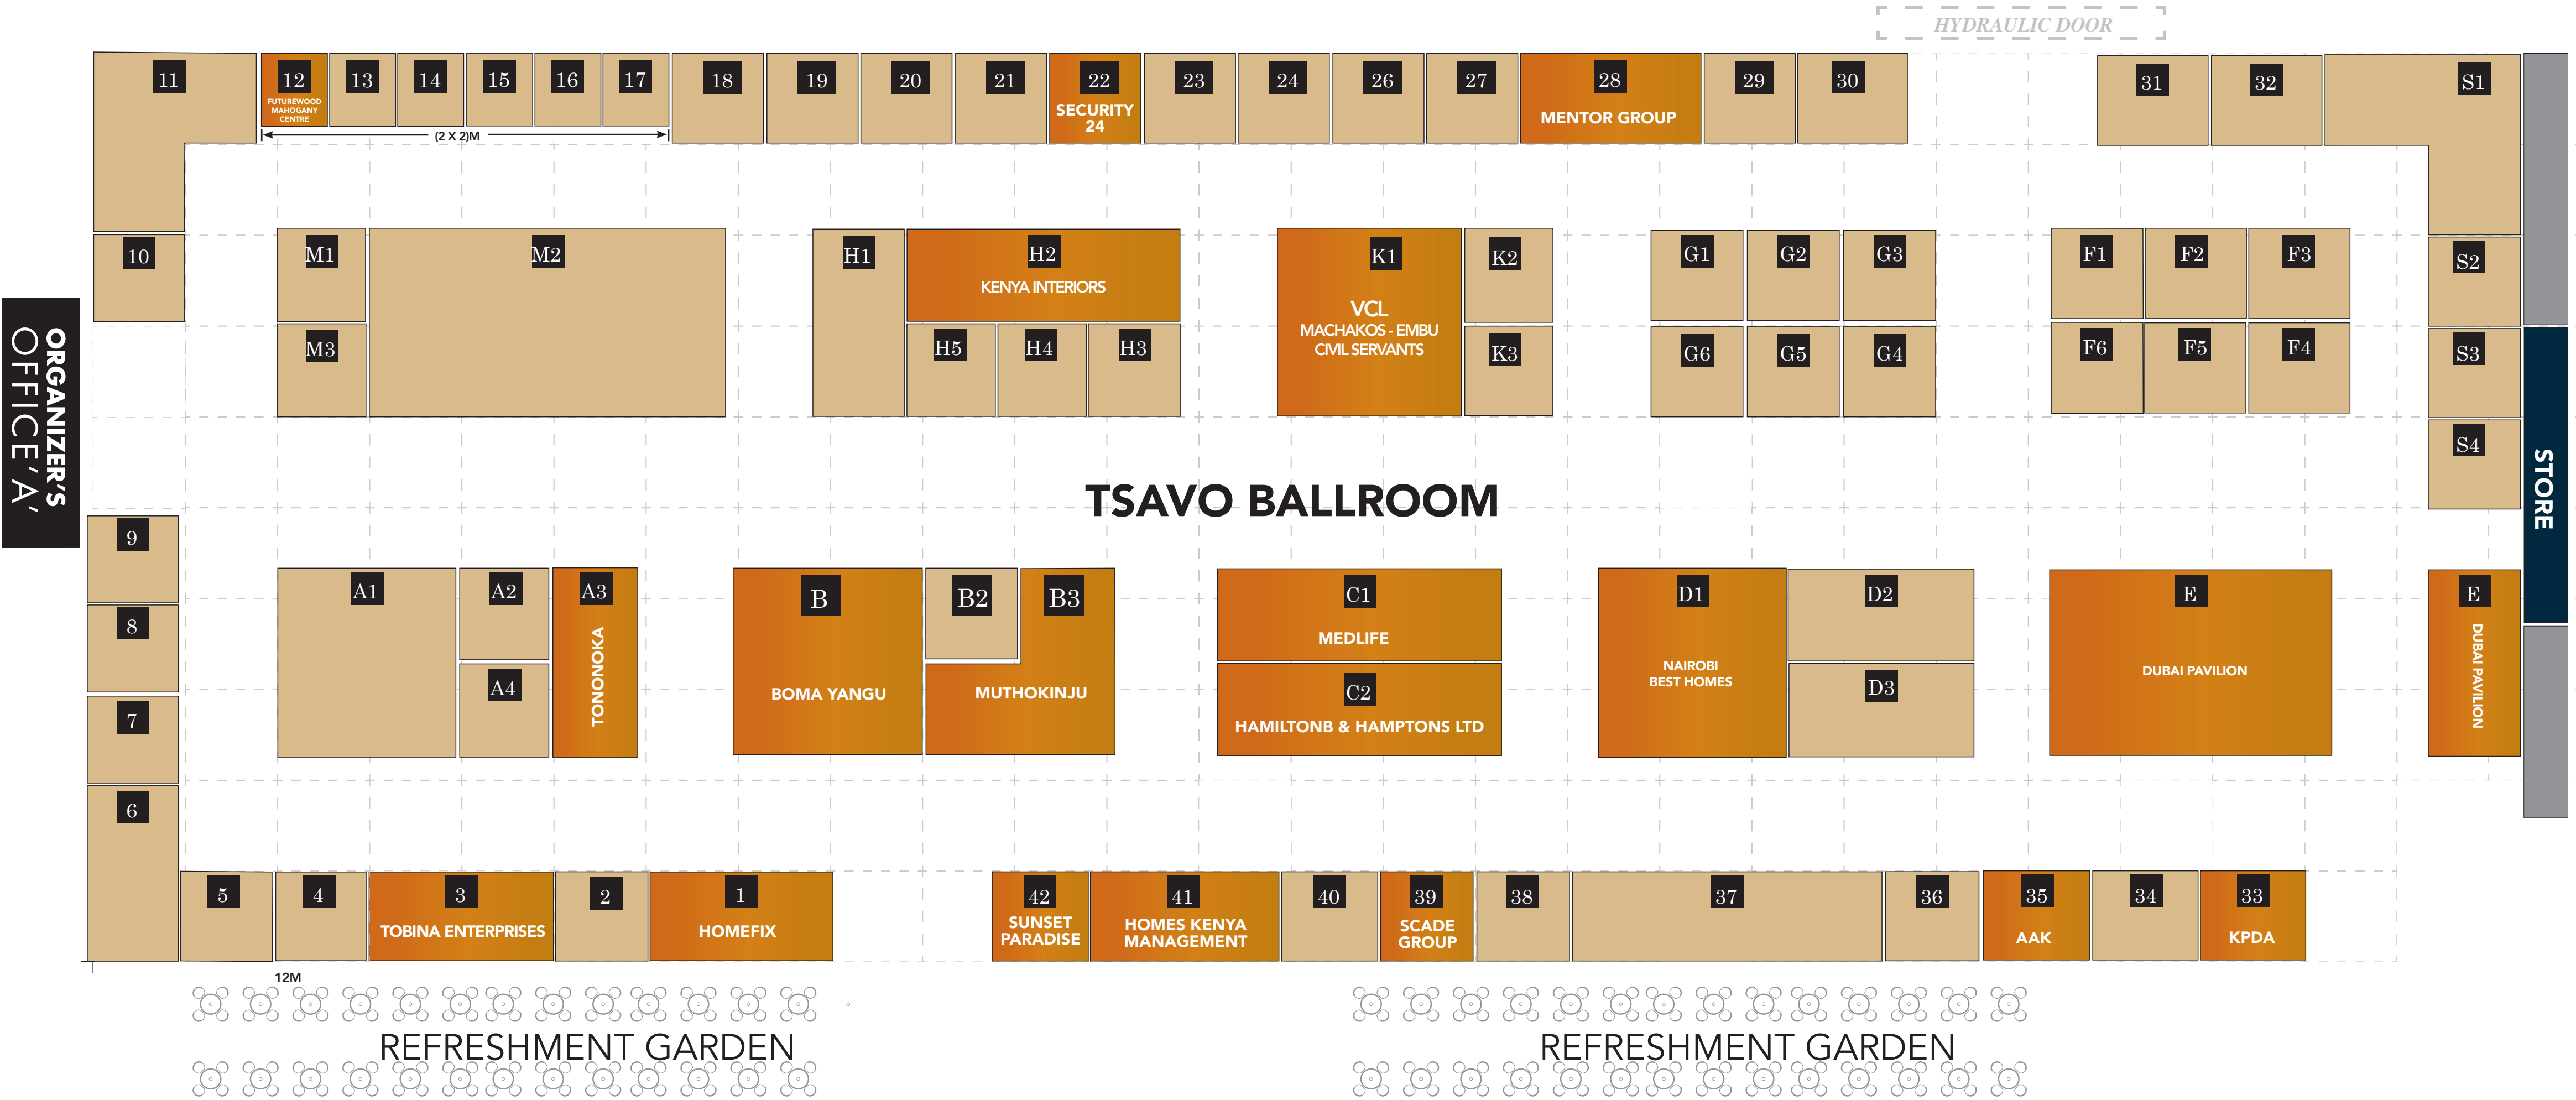 HYDRAULIC DOOR
11
12
FUTUREWOOD
MAHOGANY
CENTRE
13
14
15
16
17
(2 X 2)M
18
19
20
21
22
SECURITY
24
23
24
26
27
28
MENTOR GROUP
29
30
31
32
S1
10
M1
M2
M3
H1
H2
KENYA INTERIORS
H5
H4
H3
K1
VCL
MACHAKOS - EMBU
CIVIL SERVANTS
K2
K3
G1
G2
G3
G6
G5
G4
F1
F2
F3
F6
F5
F4
S2
S3
S4
ORGANIZER'S
OFFICE'A'
TSAVO BALLROOM
STORE
9
8
7
6
A1
A2
A3
TONONOKA
A4
B
BOMA YANGU
B2
B3
MUTHOKINJU
C1
MEDLIFE
C2
HAMILTONB & HAMPTONS LTD
D1
NAIROBI
BEST HOMES
D2
D3
E
DUBAI PAVILION
E
DUBAI PAVILION
5
4
3
TOBINA ENTERPRISES
2
1
HOMEFIX
42
SUNSET
PARADISE
41
HOMES KENYA
MANAGEMENT
40
39
SCADE
GROUP
38
37
36
35
AAK
34
33
KPDA
12M
REFRESHMENT GARDEN
REFRESHMENT GARDEN